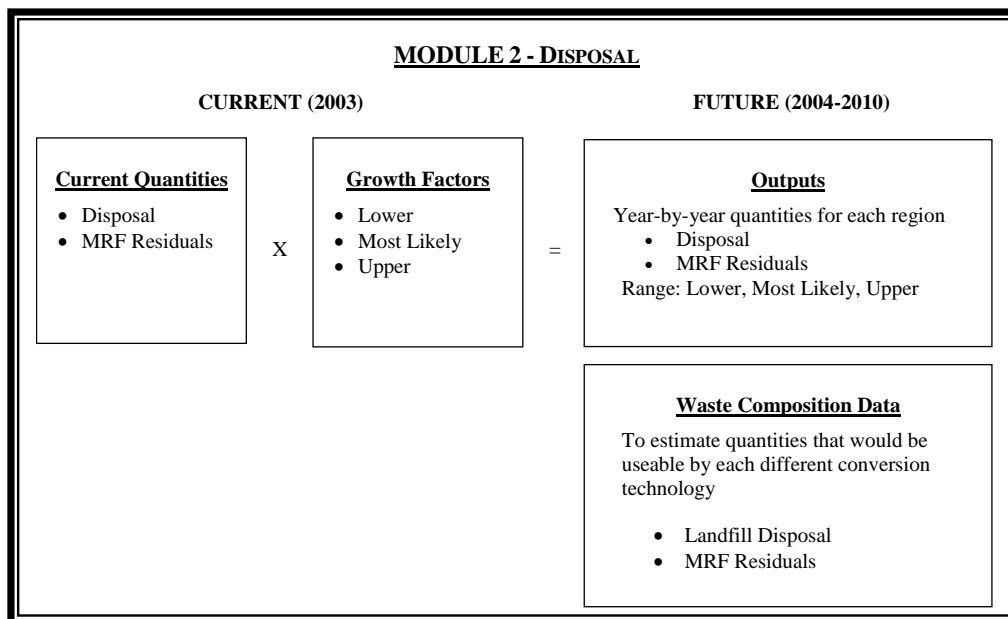 MODULE 2 - DISPOSAL
CURRENT (2003)
FUTURE (2004-2010)
Current Quantities
• Disposal
• MRF Residuals
X
Growth Factors
• Lower
• Most Likely
• Upper
=
Outputs
Year-by-year quantities for each region
• Disposal
• MRF Residuals
Range: Lower, Most Likely, Upper
Waste Composition Data
To estimate quantities that would be
useable by each different conversion
technology
• Landfill Disposal
• MRF Residuals